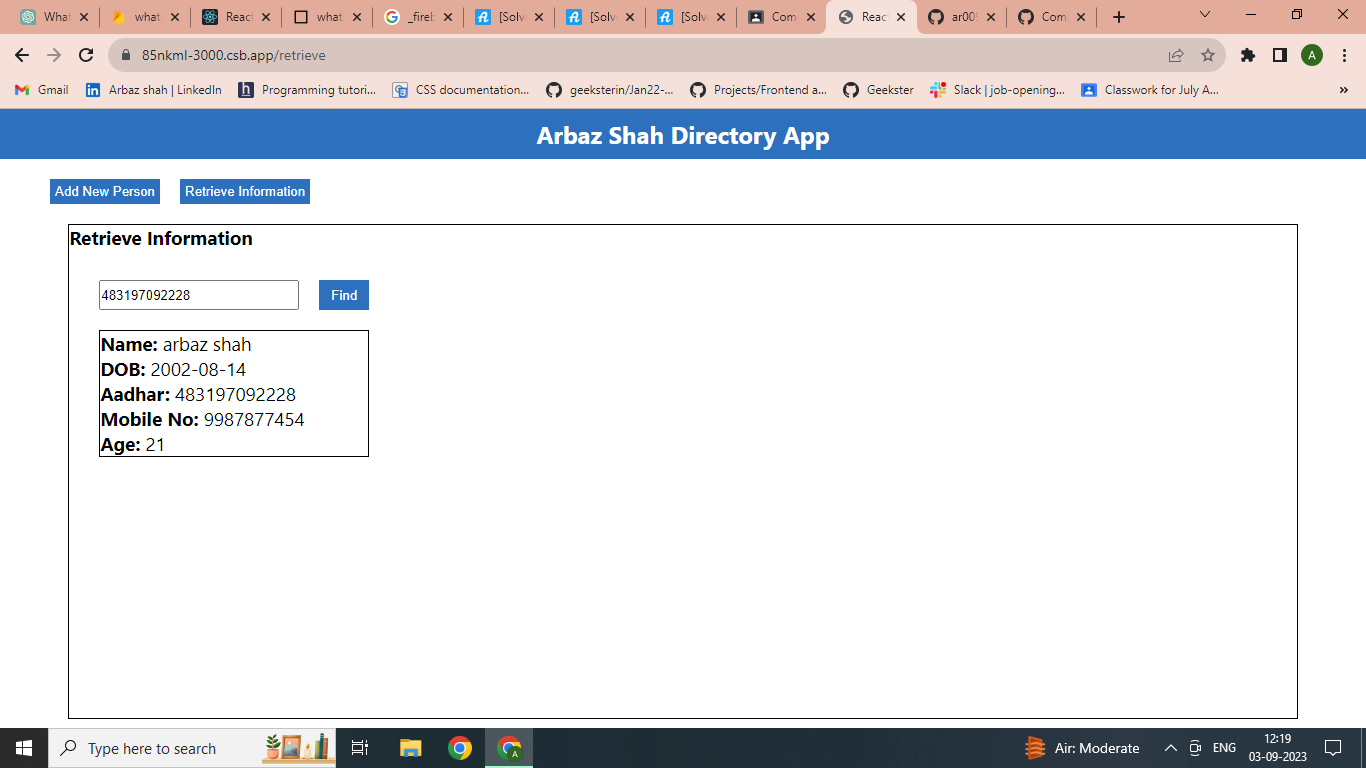 What
what
React
what
_fireb
[Solv
[Solv
[Solv
Com
Reac
ar00
Com
85nkml-3000.csb.app/retrieve
A
Gmail
Arbaz shah | LinkedIn
Programming tutori...
CSS documentation...
geeksterin/Jan22-...
Projects/Frontend a...
Geekster
Slack | job-opening...
Classwork for July A...
»
Arbaz Shah Directory App
Add New Person
Retrieve Information
Retrieve Information
483197092228
Find
Name: arbaz shah
DOB: 2002-08-14
Aadhar: 483197092228
Mobile No: 9987877454
Age: 21
Type here to search
Air: Moderate
ENG
12:19
03-09-2023